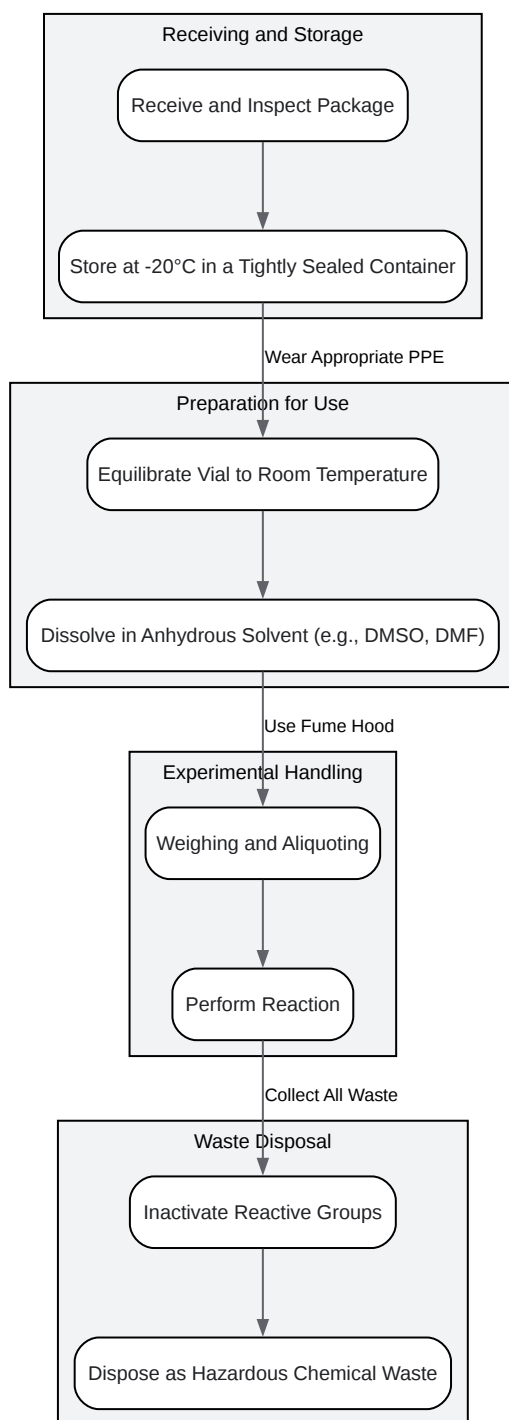 Receiving and Storage
Receive and Inspect Package
Store at -20°C in a Tightly Sealed Container
Wear Appropriate PPE
Preparation for Use
Equilibrate Vial to Room Temperature
Dissolve in Anhydrous Solvent (e.g., DMSO, DMF)
Use Fume Hood
Experimental Handling
Weighing and Aliquoting
Perform Reaction
Collect All Waste
Waste Disposal
Inactivate Reactive Groups
Dispose as Hazardous Chemical Waste